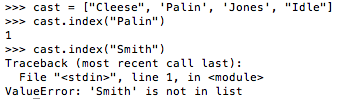 >>> cast = ["Cleese", 'Palin', 'Jones', "Idle"]
>>> cast.index("Palin")
1
>>> cast.index("Smith")
Traceback (most recent call last):
  File "<stdin>", line 1, in <module>
ValueError: 'Smith' is not in list